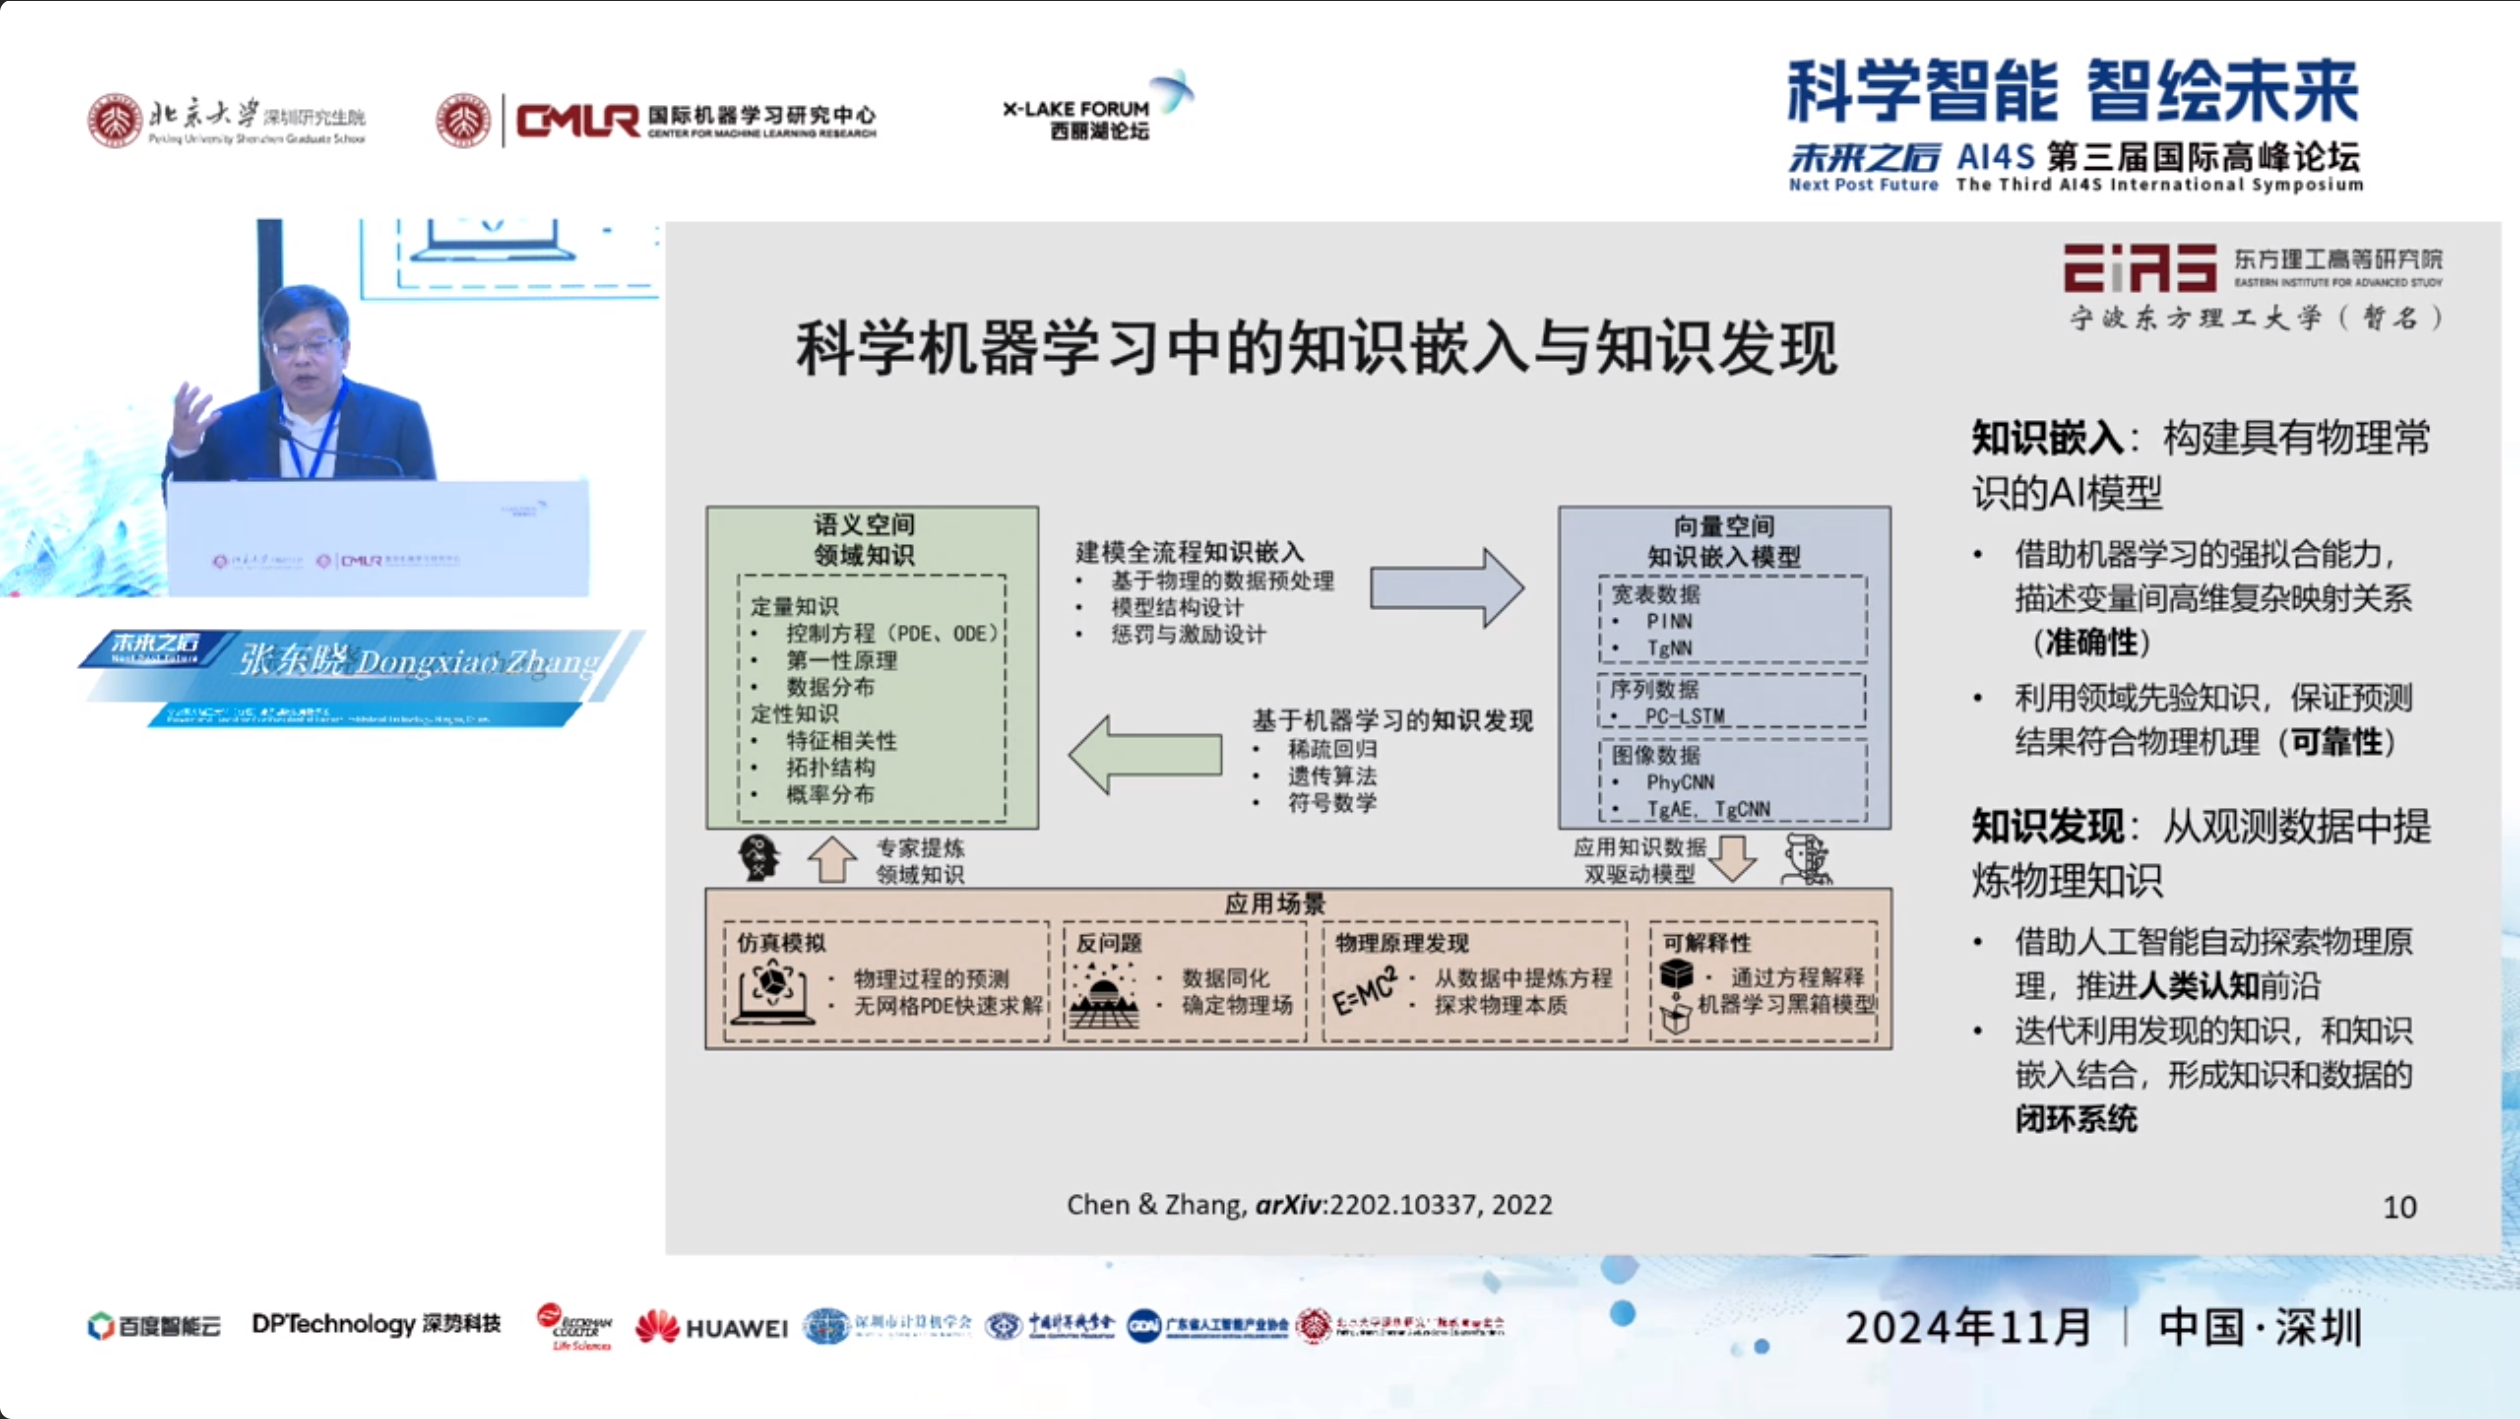 北京大学 深圳研究生院
Peking University Shenzhen Graduate School
CMLR 国际机器学习研究中心
CENTER FOR MACHINE LEARNING RESEARCH
X-LAKE FORUM
西丽湖论坛
科学智能 智绘未来
未来之后 AI4S 第三届国际高峰论坛
Next Post Future The Third AI4S International Symposium
未来之后
Next Post Future
张东晓 Dongxiao Zhang
EiAS 东方理工高等研究院
EASTERN INSTITUTE FOR ADVANCED STUDY
宁波东方理工大学（暂名）
科学机器学习中的知识嵌入与知识发现
语义空间
领域知识
定量知识
• 控制方程（PDE、ODE）
• 第一性原理
• 数据分布
定性知识
• 特征相关性
• 拓扑结构
• 概率分布
建模全流程知识嵌入
• 基于物理的数据预处理
• 模型结构设计
• 惩罚与激励设计
基于机器学习的知识发现
• 稀疏回归
• 遗传算法
• 符号数学
向量空间
知识嵌入模型
宽表数据
• PINN
• TgNN
序列数据
• PC-LSTM
图像数据
• PhyCNN
• TgAE, TgCNN
专家提炼
领域知识
应用知识数据
双驱动模型
应用场景
仿真模拟
• 物理过程的预测
• 无网格PDE快速求解
反问题
• 数据同化
• 确定物理场
物理原理发现
E=MC²
• 从数据中提炼方程
• 探求物理本质
可解释性
• 通过方程解释
机器学习黑箱模型
知识嵌入：构建具有物理常
识的AI模型
• 借助机器学习的强拟合能力，
描述变量间高维复杂映射关系
（准确性）
• 利用领域先验知识，保证预测
结果符合物理机理（可靠性）
知识发现：从观测数据中提
炼物理知识
• 借助人工智能自动探索物理原
理，推进人类认知前沿
• 迭代利用发现的知识，和知识
嵌入结合，形成知识和数据的
闭环系统
Chen & Zhang, arXiv:2202.10337, 2022
10
百度智能云
DPTechnology 深势科技
BECKMAN
COULTER
Life Sciences
HUAWEI
深圳市计算机学会
广东省人工智能产业协会
2024年11月 | 中国·深圳